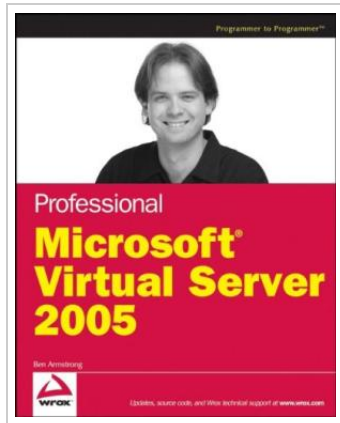 Programmer to Programmer™
Professional
Microsoft®
Virtual Server
2005
Ben Armstrong
wrox™
Updates, source code, and Wrox technical support at www.wrox.com